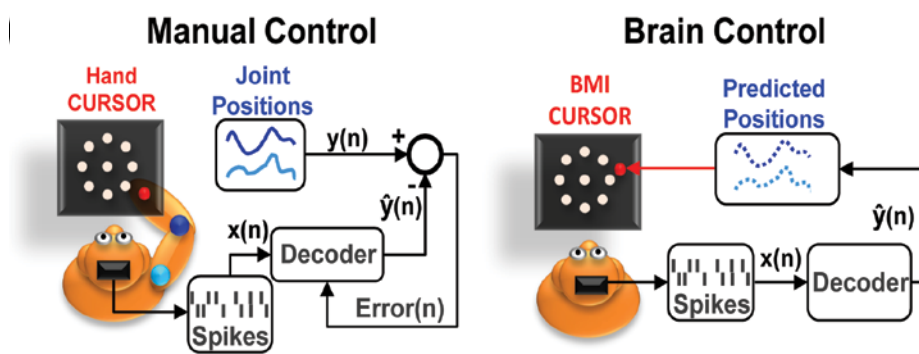 Manual Control
Hand
CURSOR
Joint
Positions
y(n)
+
-
ŷ(n)
x(n)
Decoder
Error(n)
Spikes
Brain Control
BMI
CURSOR
Predicted
Positions
ŷ(n)
x(n)
Spikes
Decoder